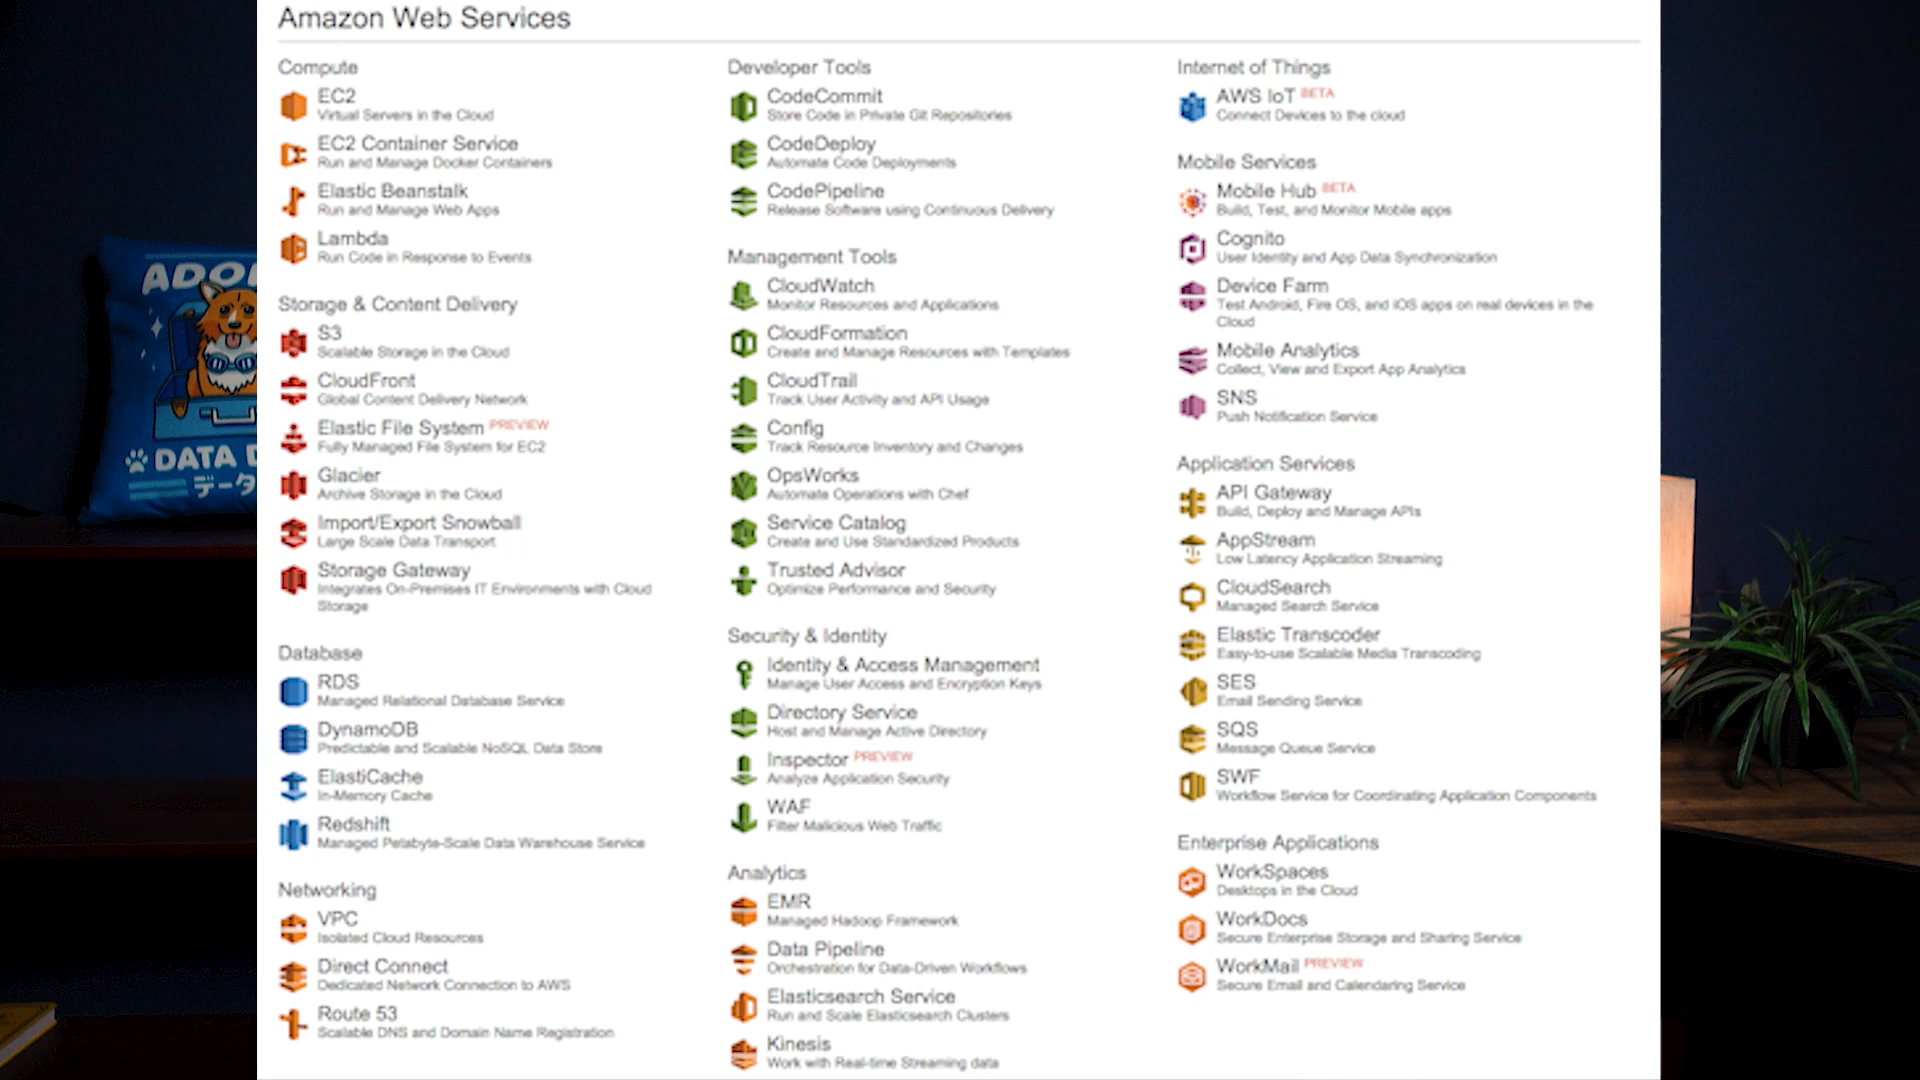 Amazon Web Services
Compute
EC2
Virtual Servers in the Cloud
EC2 Container Service
Run and Manage Docker Containers
Elastic Beanstalk
Run and Manage Web Apps
Lambda
Run Code in Response to Events
Storage & Content Delivery
S3
Scalable Storage in the Cloud
CloudFront
Global Content Delivery Network
Elastic File System PREVIEW
Fully Managed File System for EC2
Glacier
Archive Storage in the Cloud
Import/Export Snowball
Large Scale Data Transport
Storage Gateway
Integrates On-Premises IT Environments with Cloud
Storage
Database
RDS
Managed Relational Database Service
DynamoDB
Predictable and Scalable NoSQL Data Store
ElastiCache
In-Memory Cache
Redshift
Managed Petabyte-Scale Data Warehouse Service
Networking
VPC
Isolated Cloud Resources
Direct Connect
Dedicated Network Connection to AWS
Route 53
Scalable DNS and Domain Name Registration
Developer Tools
CodeCommit
Store Code in Private Git Repositories
CodeDeploy
Automate Code Deployments
CodePipeline
Release Software using Continuous Delivery
Management Tools
CloudWatch
Monitor Resources and Applications
CloudFormation
Create and Manage Resources with Templates
CloudTrail
Track User Activity and API Usage
Config
Track Resource Inventory and Changes
OpsWorks
Automate Operations with Chef
Service Catalog
Create and Use Standardized Products
Trusted Advisor
Optimize Performance and Security
Security & Identity
Identity & Access Management
Manage User Access and Encryption Keys
Directory Service
Host and Manage Active Directory
Inspector PREVIEW
Analyze Application Security
WAF
Filter Malicious Web Traffic
Analytics
EMR
Managed Hadoop Framework
Data Pipeline
Orchestration for Data-Driven Workflows
Elasticsearch Service
Run and Scale Elasticsearch Clusters
Kinesis
Work with Real-time Streaming data
Internet of Things
AWS IoT BETA
Connect Devices to the cloud
Mobile Services
Mobile Hub BETA
Build, Test, and Monitor Mobile apps
Cognito
User Identity and App Data Synchronization
Device Farm
Test Android, Fire OS, and iOS apps on real devices in the
Cloud
Mobile Analytics
Collect, View and Export App Analytics
SNS
Push Notification Service
Application Services
API Gateway
Build, Deploy and Manage APIs
AppStream
Low Latency Application Streaming
CloudSearch
Managed Search Service
Elastic Transcoder
Easy-to-use Scalable Media Transcoding
SES
Email Sending Service
SQS
Message Queue Service
SWF
Workflow Service for Coordinating Application Components
Enterprise Applications
WorkSpaces
Desktops in the Cloud
WorkDocs
Secure Enterprise Storage and Sharing Service
WorkMail PREVIEW
Secure Email and Calendaring Service
DATA
データ